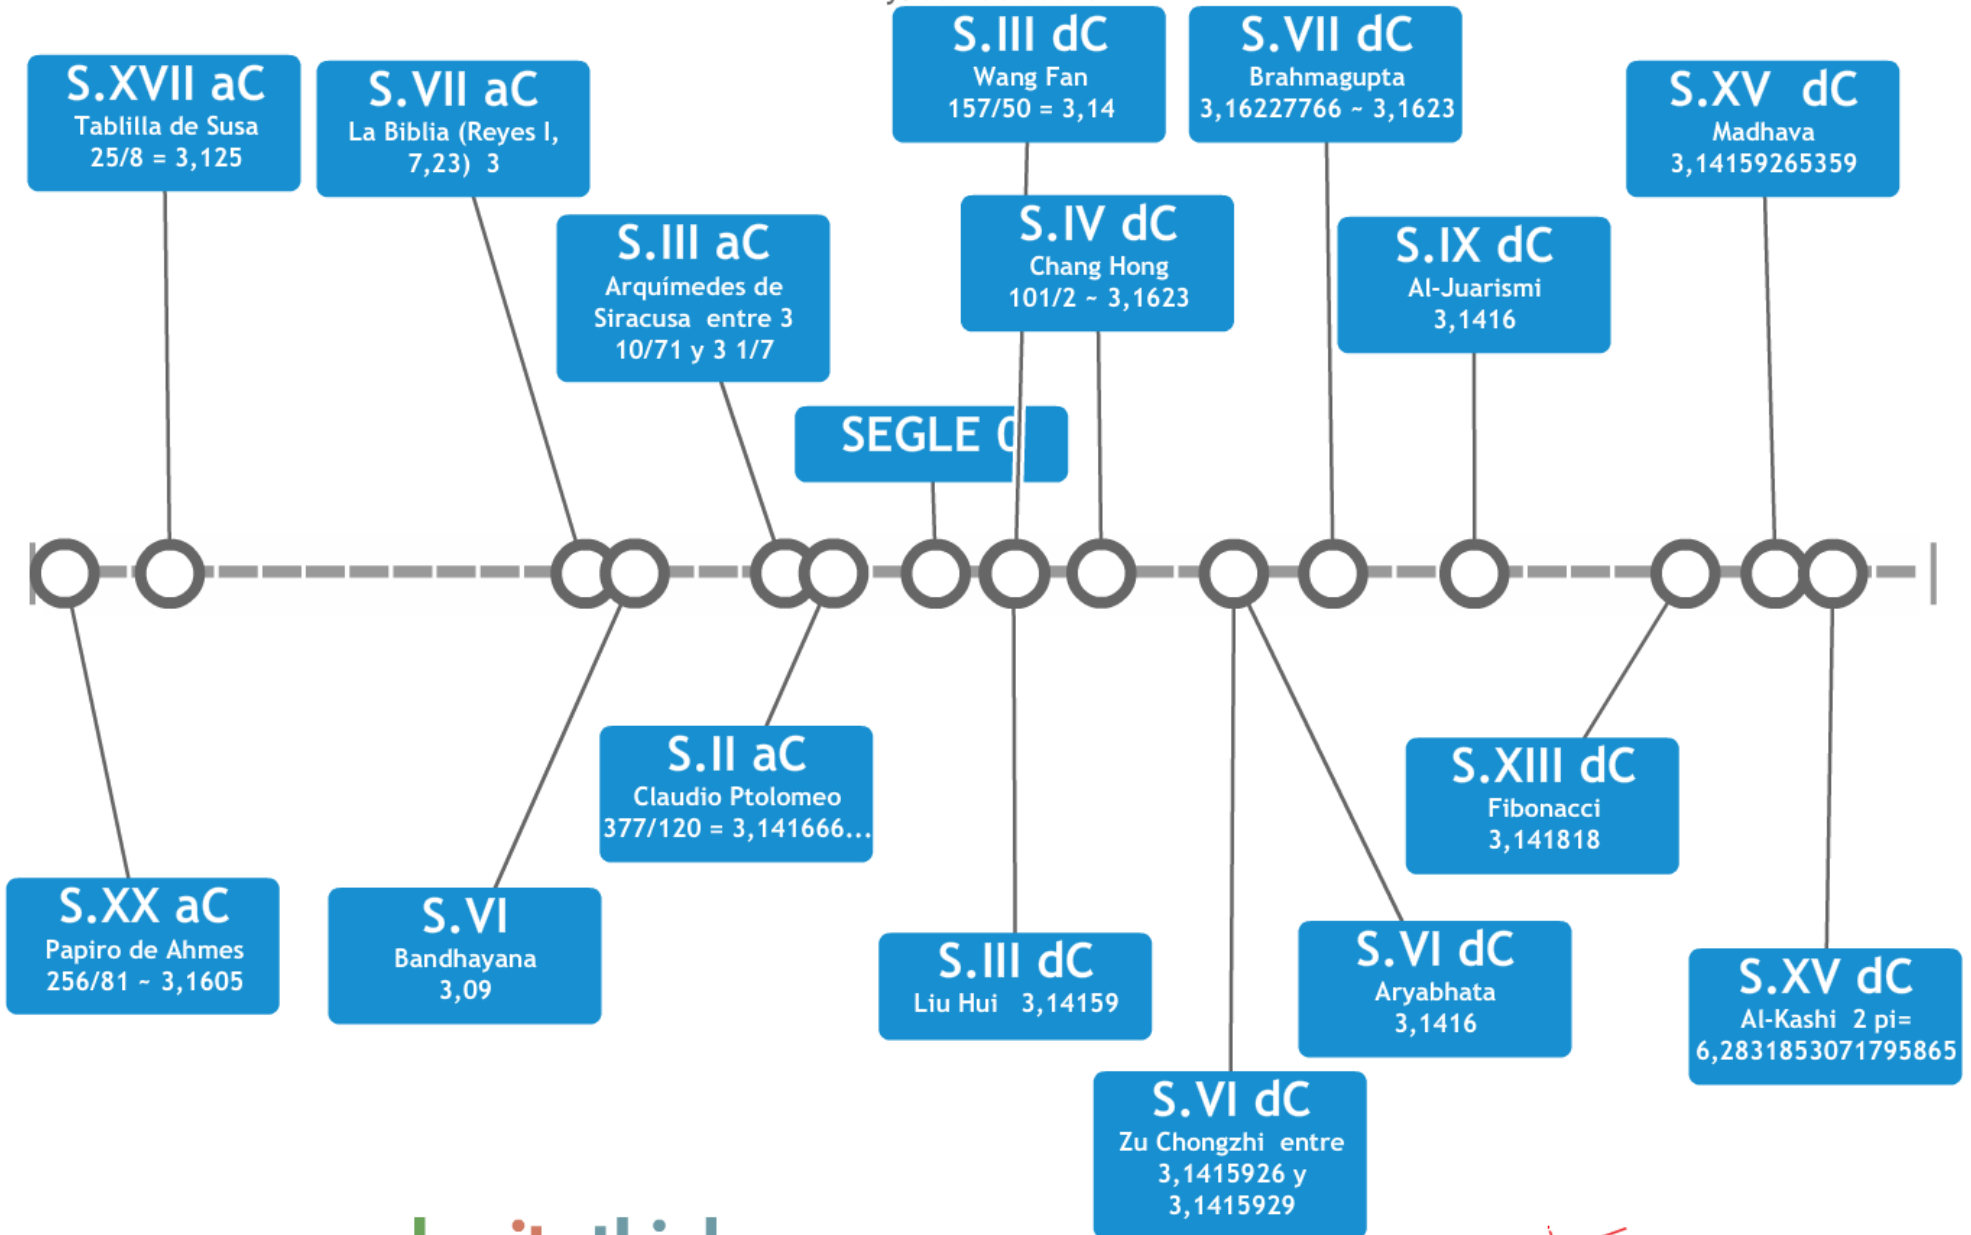 S.XVII aC
Tablilla de Susa
25/8 = 3,125
S.VII aC
La Biblia (Reyes I,
7,23)  3
S.III aC
Arquímedes de
Siracusa  entre 3
10/71 y 3 1/7
SEGLE 0
S.III dC
Wang Fan
157/50 = 3,14
S.IV dC
Chang Hong
101/2 ~ 3,1623
S.VII dC
Brahmagupta
3,16227766 ~ 3,1623
S.IX dC
Al-Juarismi
3,1416
S.XV  dC
Madhava
3,14159265359
S.XX aC
Papiro de Ahmes
256/81 ~ 3,1605
S.VI
Bandhayana
3,09
S.II aC
Claudio Ptolomeo
377/120 = 3,141666...
S.III dC
Liu Hui   3,14159
S.VI dC
Zu Chongzhi  entre
3,1415926 y
3,1415929
S.VI dC
Aryabhata
3,1416
S.XIII dC
Fibonacci
3,141818
S.XV dC
Al-Kashi  2 pi=
6,2831853071795865